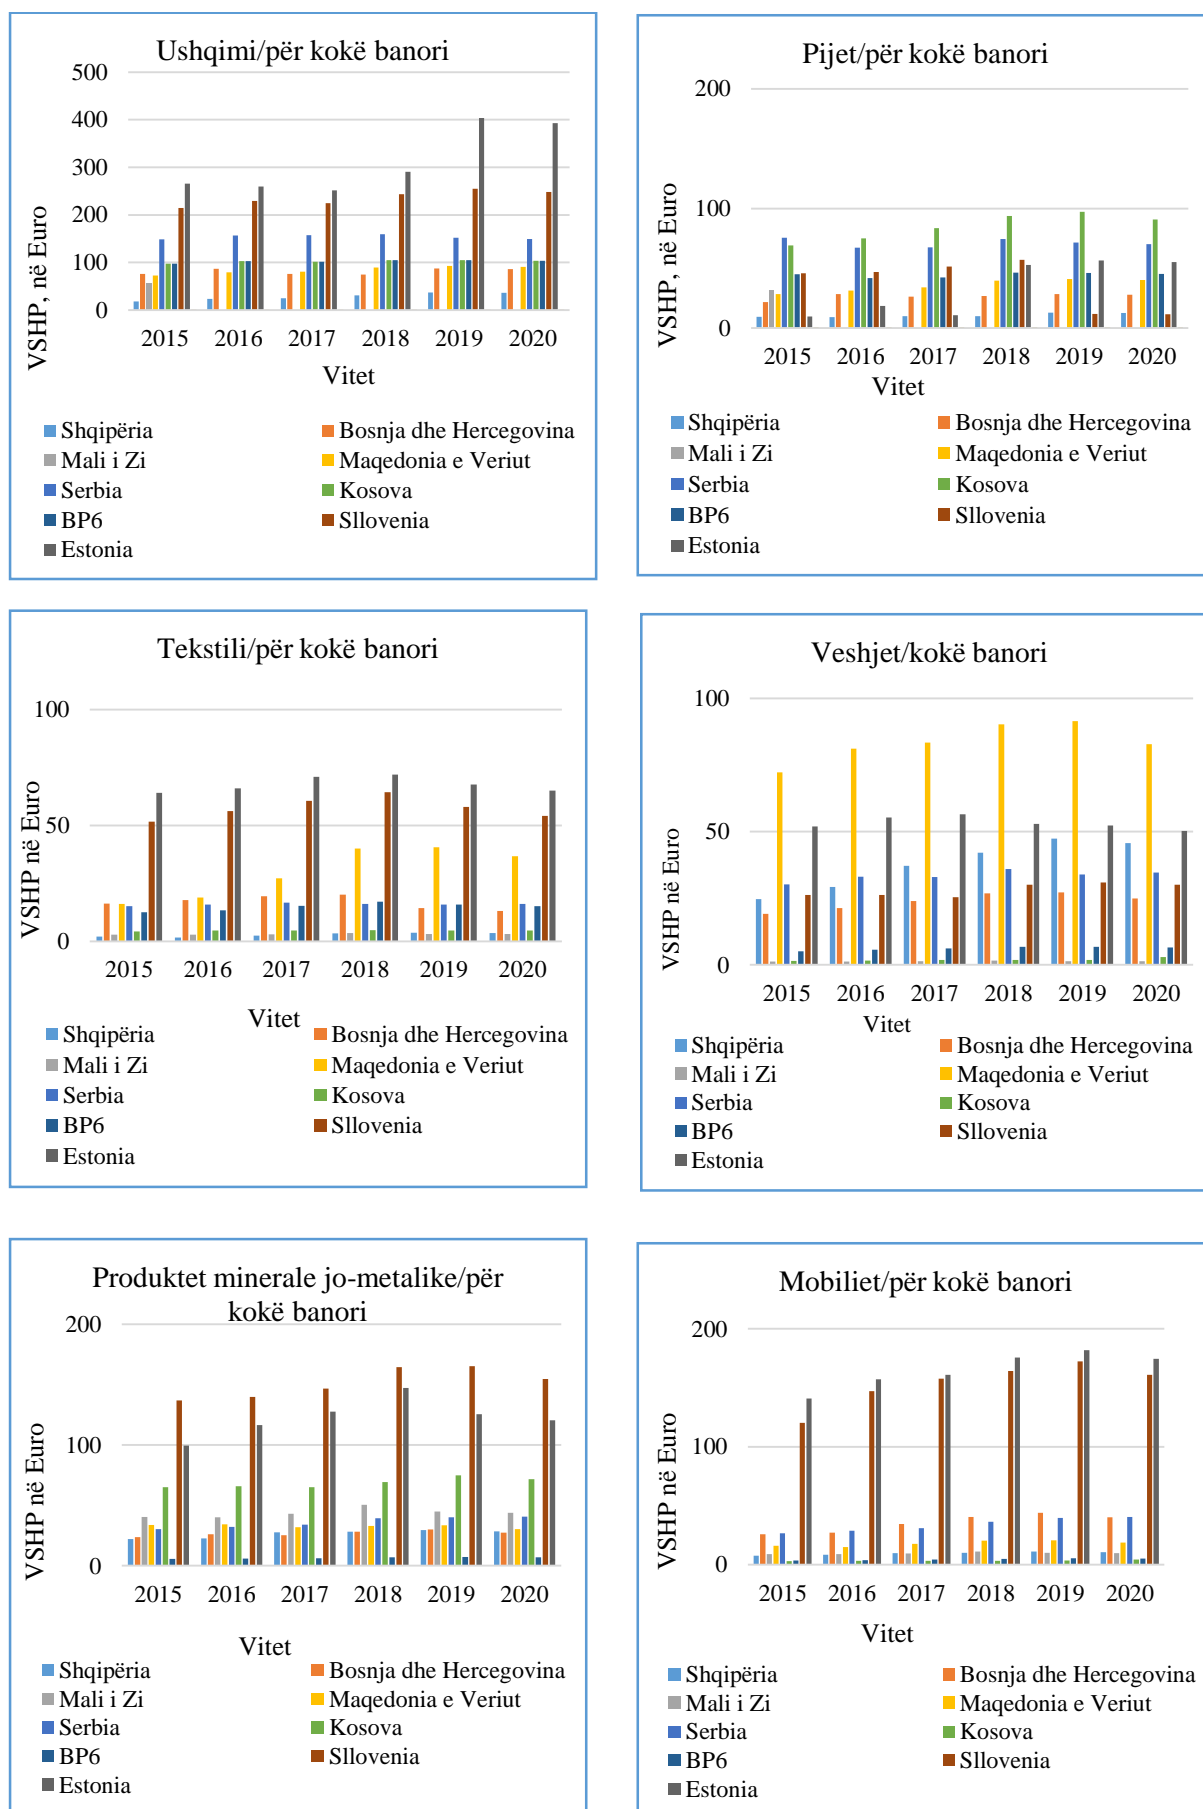 Ushqimi/për kokë banori
500
400
300
200
100
0
VSHP, në Euro
2015 2016 2017 2018 2019 2020
Vitet
Shqipëria Bosnja dhe Hercegovina
Mali i Zi Maqedonia e Veriut
Serbia Kosova
BP6 Sllovenia
Estonia
Pijet/për kokë banori
200
100
0
VSHP, në Euro
2015 2016 2017 2018 2019 2020
Vitet
Shqipëria Bosnja dhe Hercegovina
Mali i Zi Maqedonia e Veriut
Serbia Kosova
BP6 Sllovenia
Estonia
Tekstili/për kokë banori
100
50
0
VSHP në Euro
2015 2016 2017 2018 2019 2020
Vitet
Shqipëria Bosnja dhe Hercegovina
Mali i Zi Maqedonia e Veriut
Serbia Kosova
BP6 Sllovenia
Estonia
Veshjet/kokë banori
100
50
0
VSHP në Euro
2015 2016 2017 2018 2019 2020
Vitet
Shqipëria Bosnja dhe Hercegovina
Mali i Zi Maqedonia e Veriut
Serbia Kosova
BP6 Sllovenia
Estonia
Produktet minerale jo-metalike/për
kokë banori
200
100
0
VSHP në Euro
2015 2016 2017 2018 2019 2020
Vitet
Shqipëria Bosnja dhe Hercegovina
Mali i Zi Maqedonia e Veriut
Serbia Kosova
BP6 Sllovenia
Estonia
Mobiliet/për kokë banori
200
100
0
VSHP në Euro
2015 2016 2017 2018 2019 2020
Vitet
Shqipëria Bosnja dhe Hercegovina
Mali i Zi Maqedonia e Veriut
Serbia Kosova
BP6 Sllovenia
Estonia